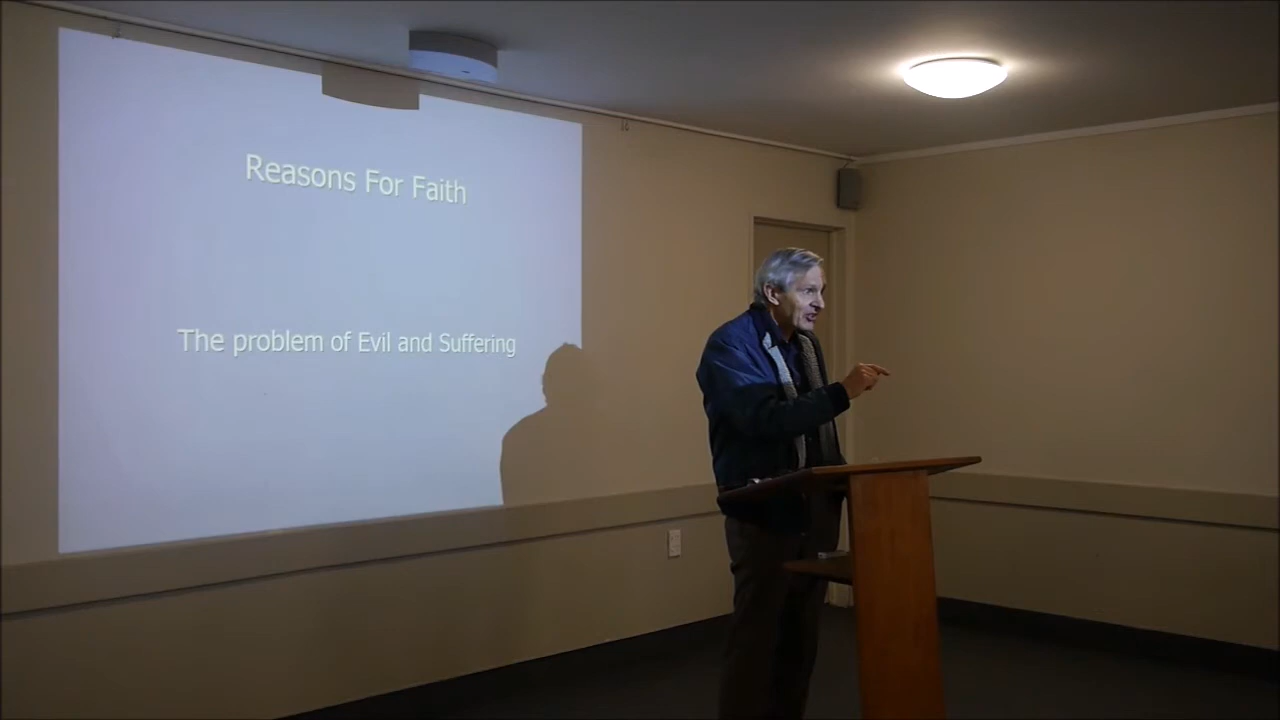 Reasons For Faith
The problem of Evil and Suffering